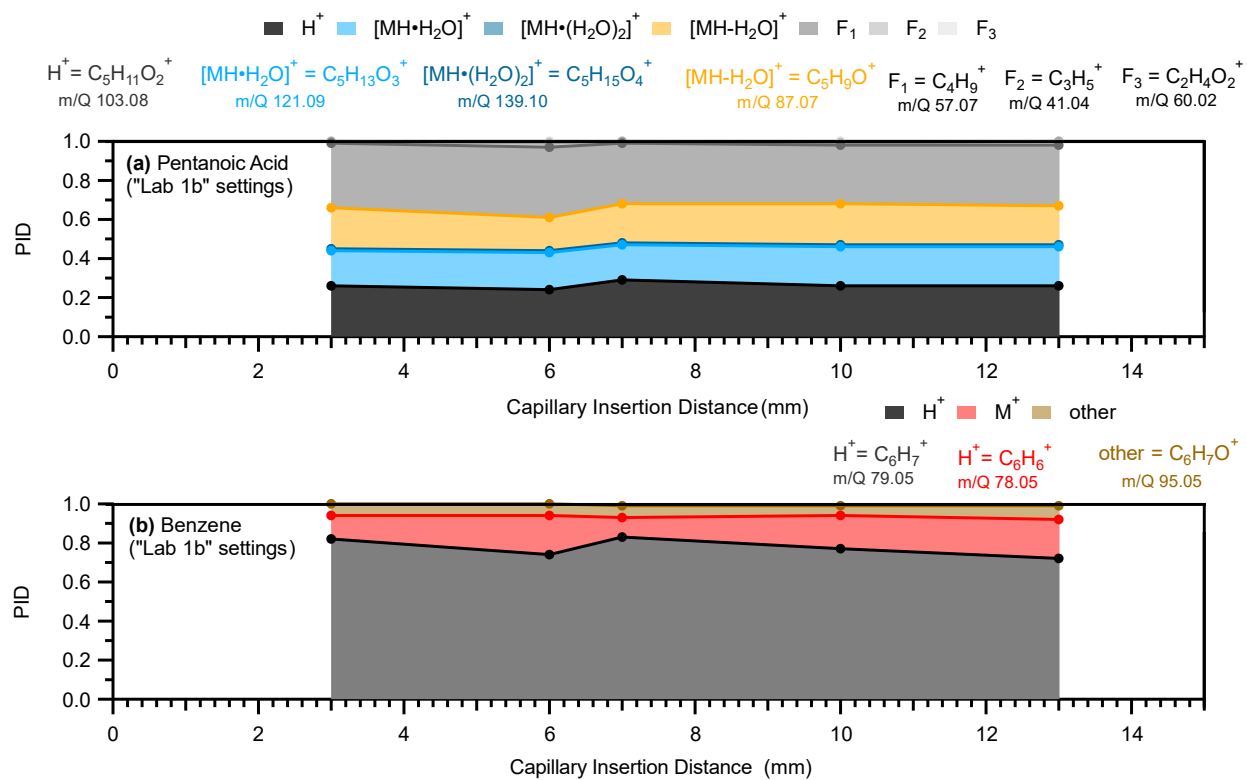 H⁺ [MH•H₂O]⁺ [MH•(H₂O)₂]⁺ [MH-H₂O]⁺ F₁ F₂ F₃
H⁺= C₅H₁₁O₂⁺ [MH•H₂O]⁺ = C₅H₁₃O₃⁺ [MH•(H₂O)₂]⁺ = C₅H₁₅O₄⁺ [MH-H₂O]⁺ = C₅H₉O⁺ F₁ = C₄H₉⁺ F₂ = C₃H₅⁺ F₃ = C₂H₄O₂⁺
m/Q 103.08 m/Q 121.09 m/Q 139.10 m/Q 87.07 m/Q 57.07 m/Q 41.04 m/Q 60.02
1.0
(a) Pentanoic Acid
("Lab 1b" settings)
0.8
0.6
PID
0.4
0.2
0.0
0 2 4 6 8 10 12 14
Capillary Insertion Distance (mm)
H⁺ M⁺ other
H⁺= C₆H₇⁺ H⁺= C₆H₆⁺ other = C₆H₇O⁺
m/Q 79.05 m/Q 78.05 m/Q 95.05
1.0
(b) Benzene
("Lab 1b" settings)
0.8
0.6
PID
0.4
0.2
0.0
0 2 4 6 8 10 12 14
Capillary Insertion Distance (mm)